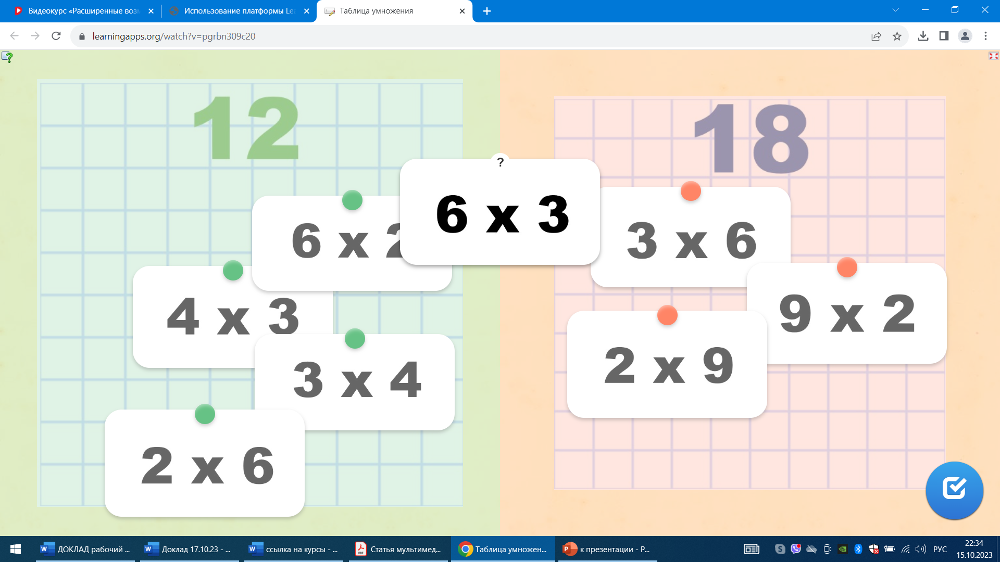 Видеокурс «Расширенные воз
Использование платформы Le
Таблица умножения
learningapps.org/watch?v=pgrbn309c20
12
18
?
6 x 3
6 x 2
3 x 6
4 x 3
9 x 2
3 x 4
2 x 9
2 x 6
ДОКЛАД рабочий ...
Доклад 17.10.23 - ...
ссылка на курсы - ...
Статья мультимед...
Таблица умножен...
к презентации - P...
РУС
22:34
15.10.2023